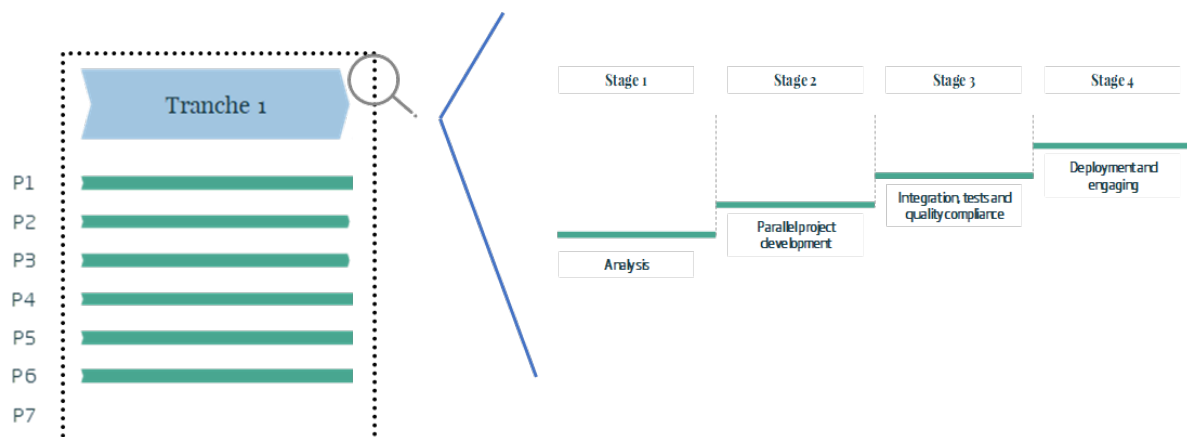 Tranche 1
P1
P2
P3
P4
P5
P6
P7
Stage 1
Stage 2
Stage 3
Stage 4
Analysis
Parallel project
development
Integration, tests and
quality compliance
Deployment and
engaging